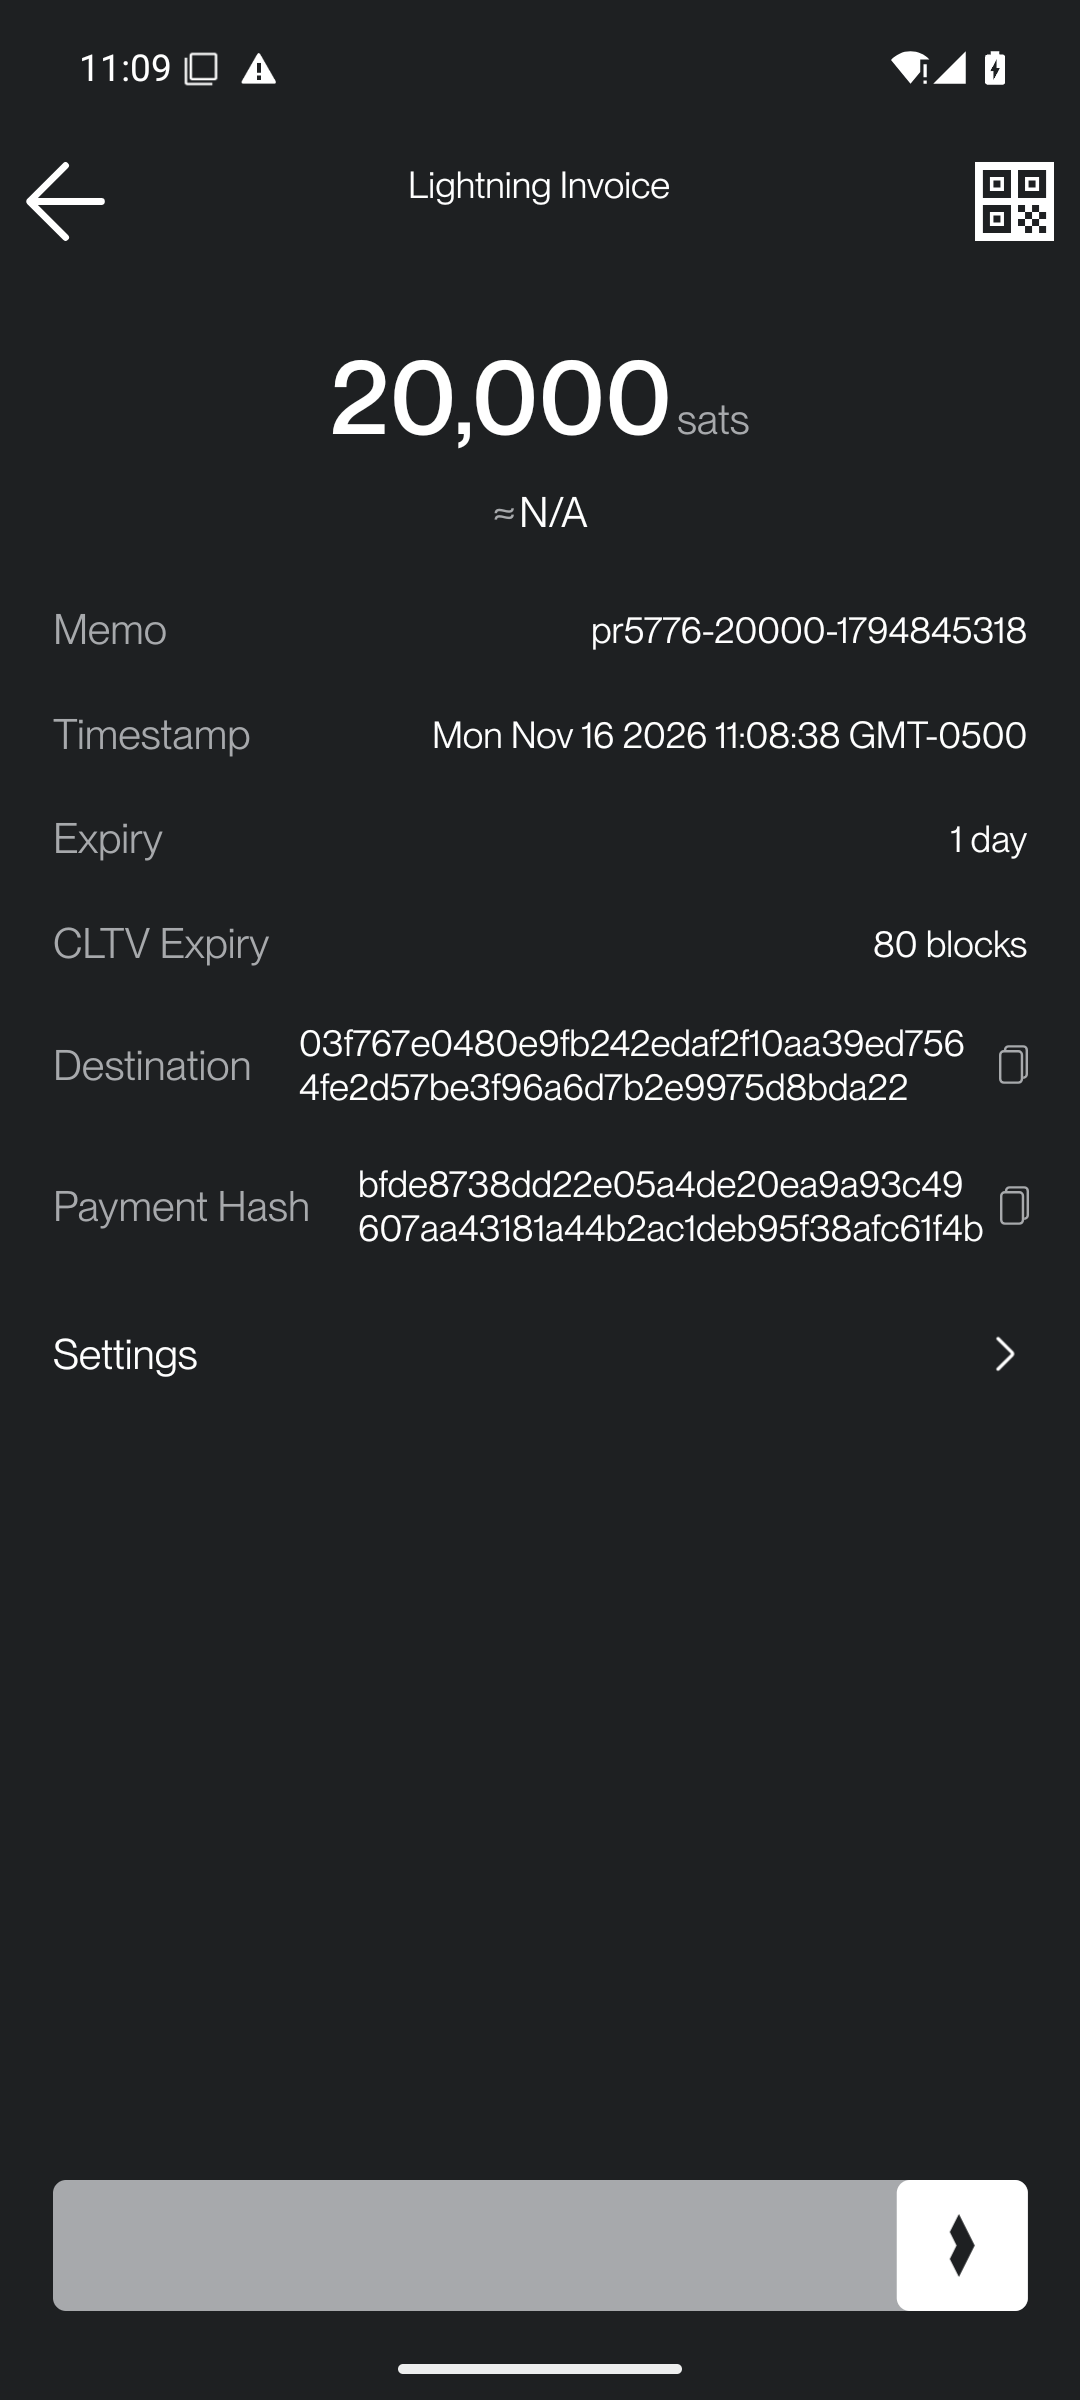 11:09
Lightning Invoice
20,000 sats
≈N/A
Memo pr5776-20000-1794845318
Timestamp Mon Nov 16 2026 11:08:38 GMT-0500
Expiry 1 day
CLTV Expiry 80 blocks
Destination 03f767e0480e9fb242edaf2f10aa39ed756
4fe2d57be3f96a6d7b2e9975d8bda22
Payment Hash bfde8738dd22e05a4de20ea9a93c49
607aa43181a44b2ac1deb95f38afc61f4b
Settings